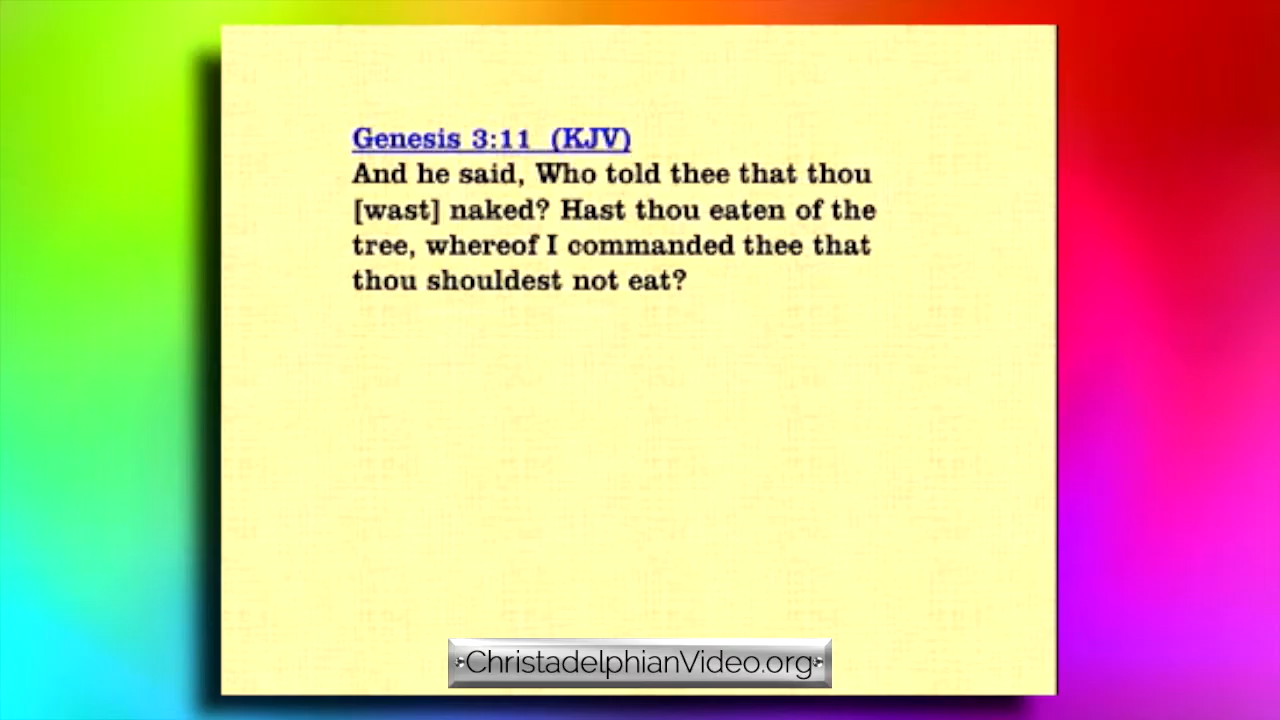 Genesis 3:11  (KJV)
And he said, Who told thee that thou
[wast] naked? Hast thou eaten of the
tree, whereof I commanded thee that
thou shouldest not eat?
ChristadelphianVideo.org